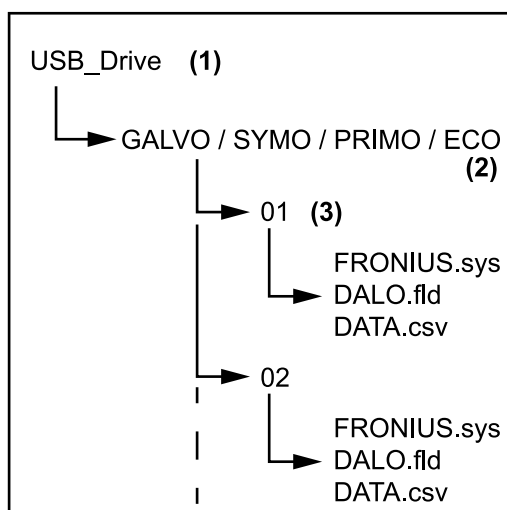 USB_Drive (1)
GALVO / SYMO / PRIMO / ECO
(2)
01 (3)
FRONIUS.sys
DALO.fld
DATA.csv
02
FRONIUS.sys
DALO.fld
DATA.csv